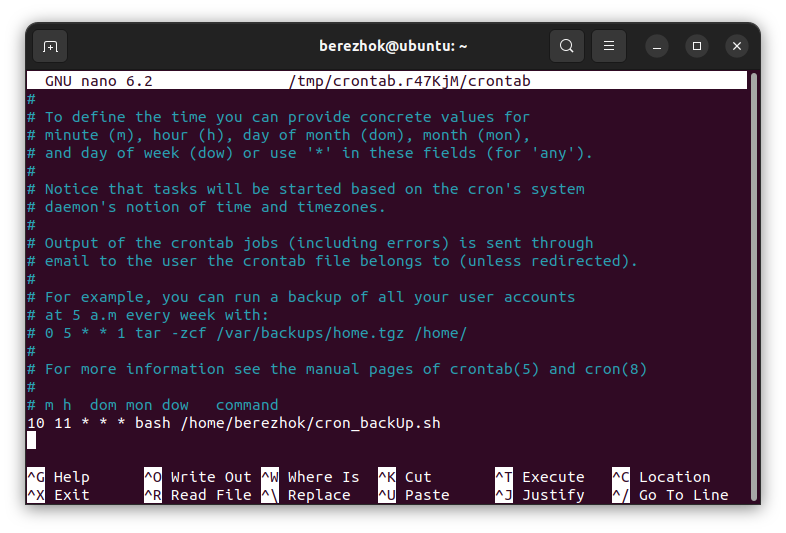 berezhok@ubuntu: ~
GNU nano 6.2 /tmp/crontab.r47KjM/crontab
#
# To define the time you can provide concrete values for
# minute (m), hour (h), day of month (dom), month (mon),
# and day of week (dow) or use '*' in these fields (for 'any').
#
# Notice that tasks will be started based on the cron's system
# daemon's notion of time and timezones.
#
# Output of the crontab jobs (including errors) is sent through
# email to the user the crontab file belongs to (unless redirected).
#
# For example, you can run a backup of all your user accounts
# at 5 a.m every week with:
# 0 5 * * 1 tar -zcf /var/backups/home.tgz /home/
#
# For more information see the manual pages of crontab(5) and cron(8)
#
# m h  dom mon dow   command
10 11 * * * bash /home/berezhok/cron_backUp.sh
^G Help ^O Write Out ^W Where Is ^K Cut ^T Execute ^C Location
^X Exit ^R Read File ^\ Replace ^U Paste ^J Justify ^/ Go To Line